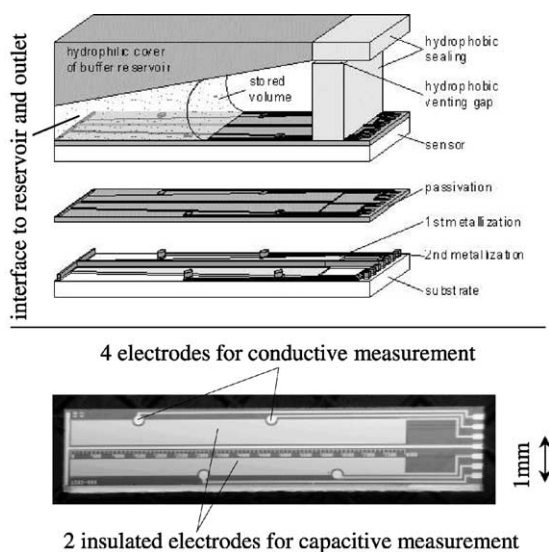 interface to reservoir and outlet
hydrophilic cover
of buffer reservoir
stored
volume
hydrophobic
sealing
hydrophobic
venting gap
sensor
passivation
1st metallization
2nd metallization
substrate
4 electrodes for conductive measurement
1mm
2 insulated electrodes for capacitive measurement